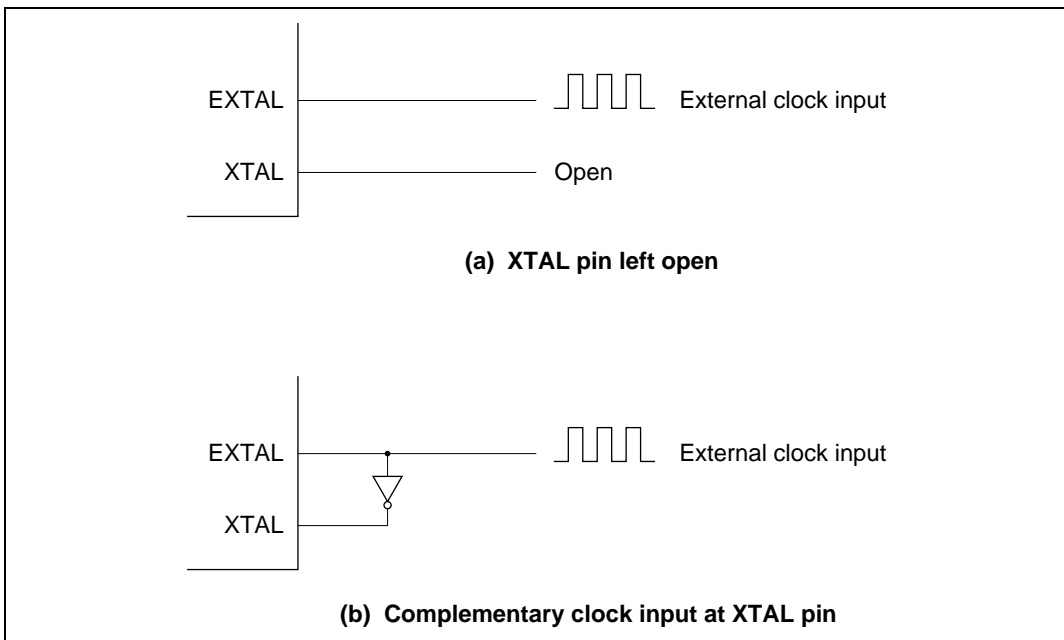 EXTAL
External clock input
XTAL
Open
(a) XTAL pin left open
EXTAL
External clock input
XTAL
(b) Complementary clock input at XTAL pin